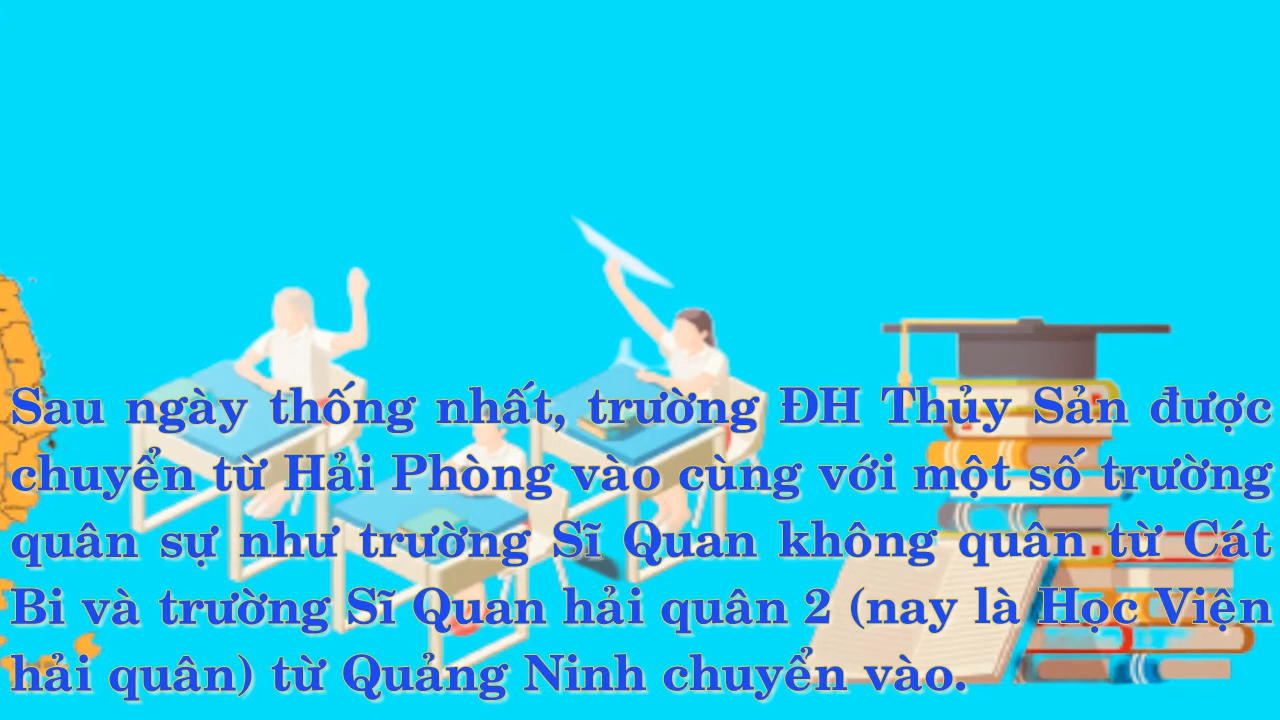 Sau ngày thống nhất, trường ĐH Thủy Sản được
chuyển từ Hải Phòng vào cùng với một số trường
quân sự như trường Sĩ Quan không quân từ Cát
Bi và trường Sĩ Quan hải quân 2 (nay là Học Viện
hải quân) từ Quảng Ninh chuyển vào.